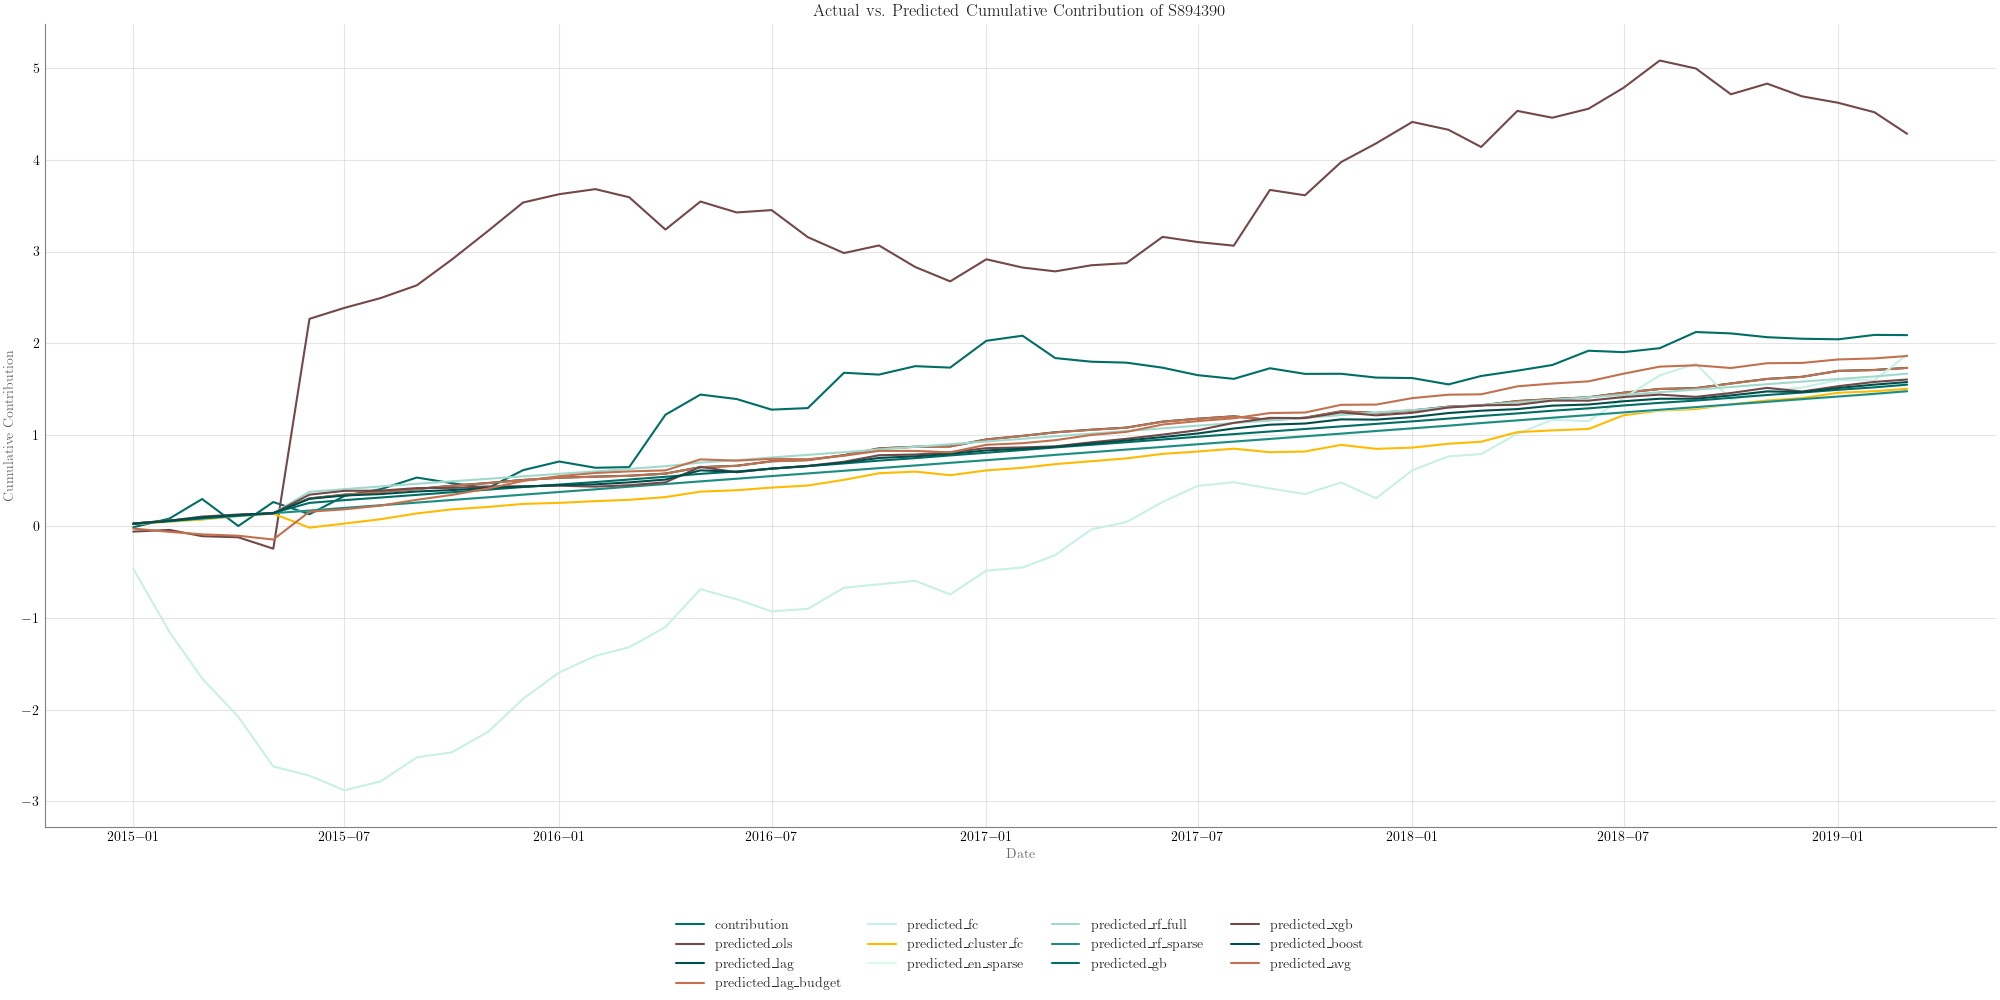 Actual vs. Predicted Cumulative Contribution of S894390
Cumulative Contribution
5
4
3
2
1
0
−1
−2
−3
2015−01 2015−07 2016−01 2016−07 2017−01 2017−07 2018−01 2018−07 2019−01
Date
contribution predicted_fc predicted_rf_full predicted_xgb
predicted_ols predicted_cluster_fc predicted_rf_sparse predicted_boost
predicted_lag predicted_en_sparse predicted_gb predicted_avg
predicted_lag_budget